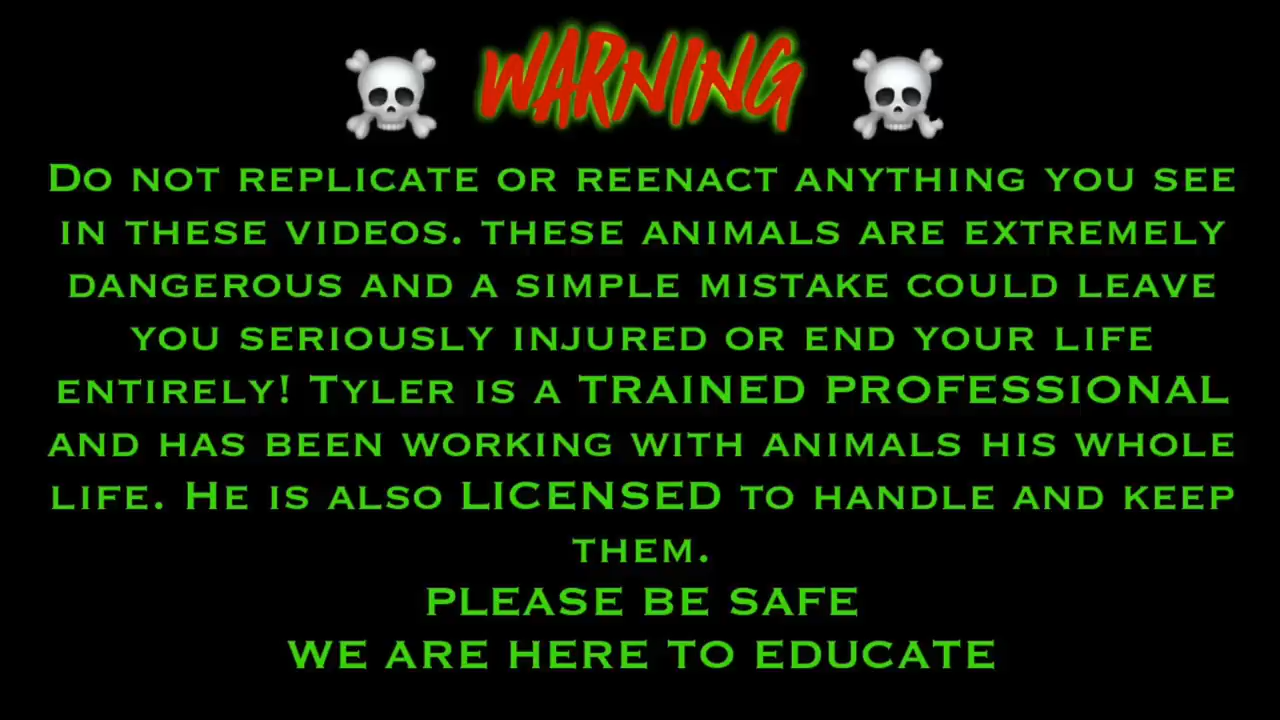 WARNING
Do not replicate or reenact anything you see
in these videos. these animals are extremely
dangerous and a simple mistake could leave
you seriously injured or end your life
entirely! Tyler is a TRAINED PROFESSIONAL
and has been working with animals his whole
life. He is also LICENSED to handle and keep
them.
PLEASE BE SAFE
WE ARE HERE TO EDUCATE